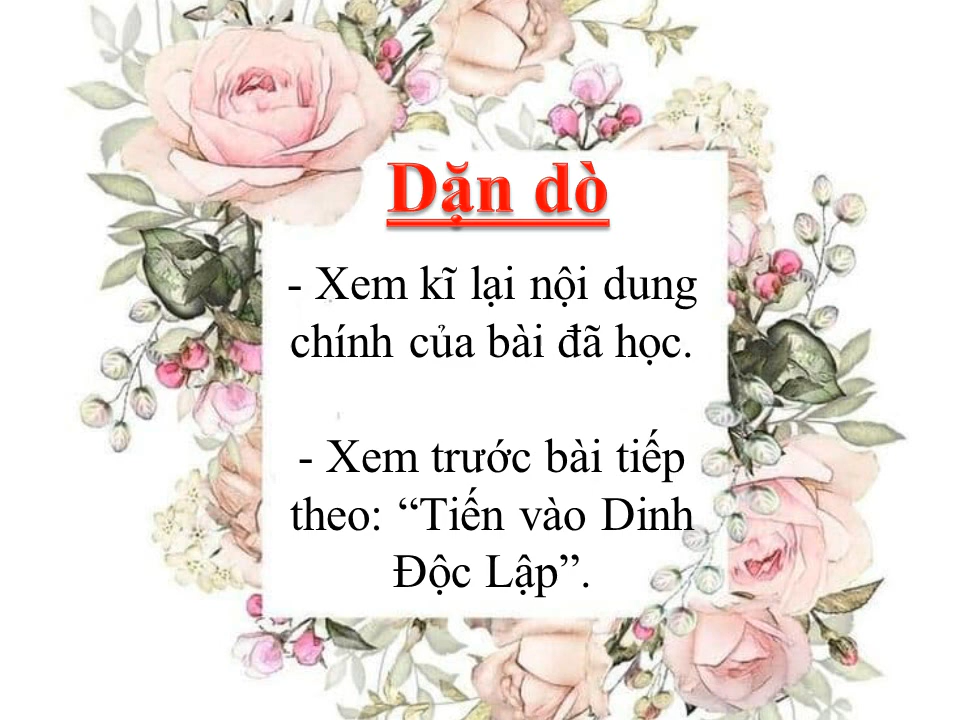 Dặn dò
- Xem kĩ lại nội dung
chính của bài đã học.
- Xem trước bài tiếp
theo: “Tiến vào Dinh
Độc Lập”.